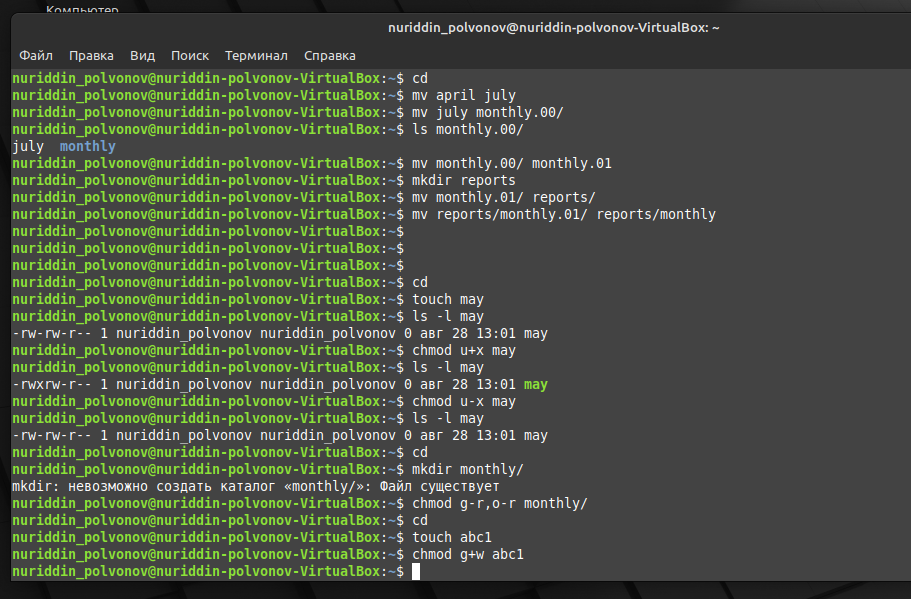 Компьютер
nuriddin_polvonov@nuriddin-polvonov-VirtualBox: ~
Файл Правка Вид Поиск Терминал Справка
nuriddin_polvonov@nuriddin-polvonov-VirtualBox:~$ cd
nuriddin_polvonov@nuriddin-polvonov-VirtualBox:~$ mv april july
nuriddin_polvonov@nuriddin-polvonov-VirtualBox:~$ mv july monthly.00/
nuriddin_polvonov@nuriddin-polvonov-VirtualBox:~$ ls monthly.00/
july  monthly
nuriddin_polvonov@nuriddin-polvonov-VirtualBox:~$ mv monthly.00/ monthly.01
nuriddin_polvonov@nuriddin-polvonov-VirtualBox:~$ mkdir reports
nuriddin_polvonov@nuriddin-polvonov-VirtualBox:~$ mv monthly.01/ reports/
nuriddin_polvonov@nuriddin-polvonov-VirtualBox:~$ mv reports/monthly.01/ reports/monthly
nuriddin_polvonov@nuriddin-polvonov-VirtualBox:~$
nuriddin_polvonov@nuriddin-polvonov-VirtualBox:~$
nuriddin_polvonov@nuriddin-polvonov-VirtualBox:~$
nuriddin_polvonov@nuriddin-polvonov-VirtualBox:~$ cd
nuriddin_polvonov@nuriddin-polvonov-VirtualBox:~$ touch may
nuriddin_polvonov@nuriddin-polvonov-VirtualBox:~$ ls -l may
-rw-rw-r-- 1 nuriddin_polvonov nuriddin_polvonov 0 авг 28 13:01 may
nuriddin_polvonov@nuriddin-polvonov-VirtualBox:~$ chmod u+x may
nuriddin_polvonov@nuriddin-polvonov-VirtualBox:~$ ls -l may
-rwxrw-r-- 1 nuriddin_polvonov nuriddin_polvonov 0 авг 28 13:01 may
nuriddin_polvonov@nuriddin-polvonov-VirtualBox:~$ chmod u-x may
nuriddin_polvonov@nuriddin-polvonov-VirtualBox:~$ ls -l may
-rw-rw-r-- 1 nuriddin_polvonov nuriddin_polvonov 0 авг 28 13:01 may
nuriddin_polvonov@nuriddin-polvonov-VirtualBox:~$ cd
nuriddin_polvonov@nuriddin-polvonov-VirtualBox:~$ mkdir monthly/
mkdir: невозможно создать каталог «monthly/»: Файл существует
nuriddin_polvonov@nuriddin-polvonov-VirtualBox:~$ chmod g-r,o-r monthly/
nuriddin_polvonov@nuriddin-polvonov-VirtualBox:~$ cd
nuriddin_polvonov@nuriddin-polvonov-VirtualBox:~$ touch abc1
nuriddin_polvonov@nuriddin-polvonov-VirtualBox:~$ chmod g+w abc1
nuriddin_polvonov@nuriddin-polvonov-VirtualBox:~$